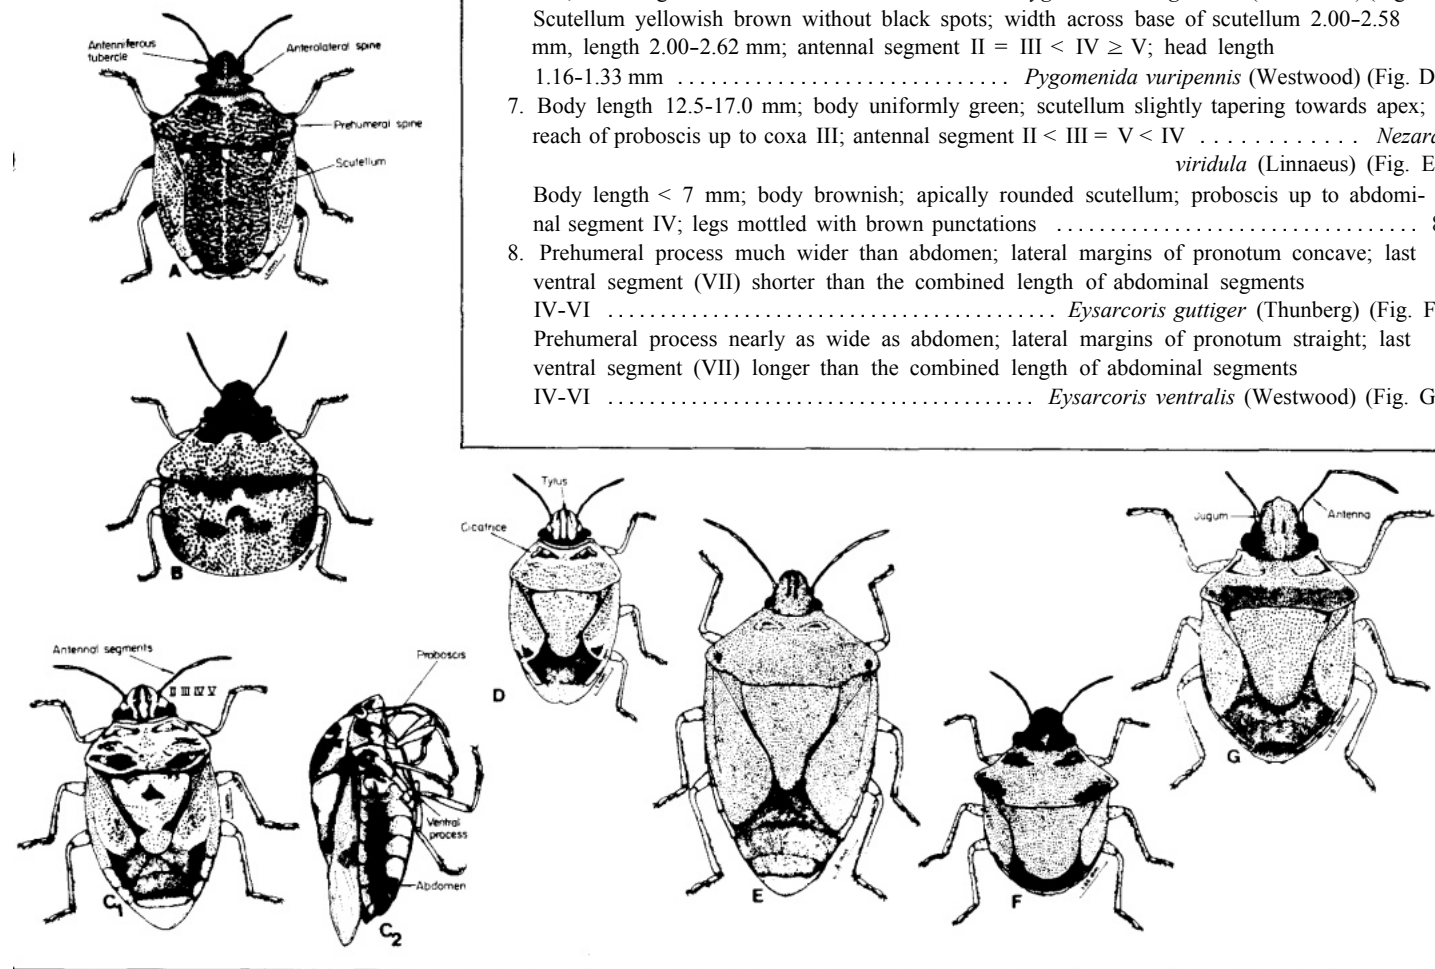 Scutellum yellowish brown without black spots; width across base of scutellum 2.00-2.58
mm, length 2.00-2.62 mm; antennal segment II = III < IV ≥ V; head length
1.16-1.33 mm ................................ Pygomenida vuripennis (Westwood) (Fig. D
7. Body length 12.5-17.0 mm; body uniformly green; scutellum slightly tapering towards apex;
reach of proboscis up to coxa III; antennal segment II < III = V < IV ............. Nezara
viridula (Linnaeus) (Fig. E
Body length < 7 mm; body brownish; apically rounded scutellum; proboscis up to abdomi-
nal segment IV; legs mottled with brown punctations ................................... 8
8. Prehumeral process much wider than abdomen; lateral margins of pronotum concave; last
ventral segment (VII) shorter than the combined length of abdominal segments
IV-VI ........................................... Eysarcoris guttiger (Thunberg) (Fig. F
Prehumeral process nearly as wide as abdomen; lateral margins of pronotum straight; last
ventral segment (VII) longer than the combined length of abdominal segments
IV-VI ......................................... Eysarcoris ventralis (Westwood) (Fig. G
Antenniferous
tubercle
Anterolateral spine
Prehumeral spine
Scutellum
A
B
Antennal segments
II III IV V
C1
Proboscis
Ventral
process
Abdomen
C2
Tylus
Cicatrice
D
E
F
Jugum
Antenna
G